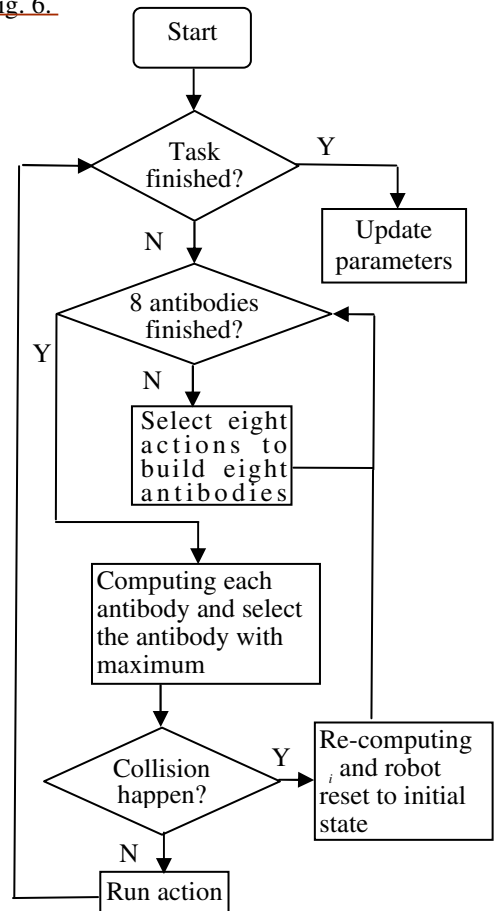 ig. 6.
Start
Task
finished?
Y
Update
parameters
N
8 antibodies
finished?
Y
N
Select eight
actions to
build eight
antibodies
Computing each
antibody and select
the antibody with
maximum
Collision
happen?
Y
Re-computing
i and robot
reset to initial
state
N
Run action